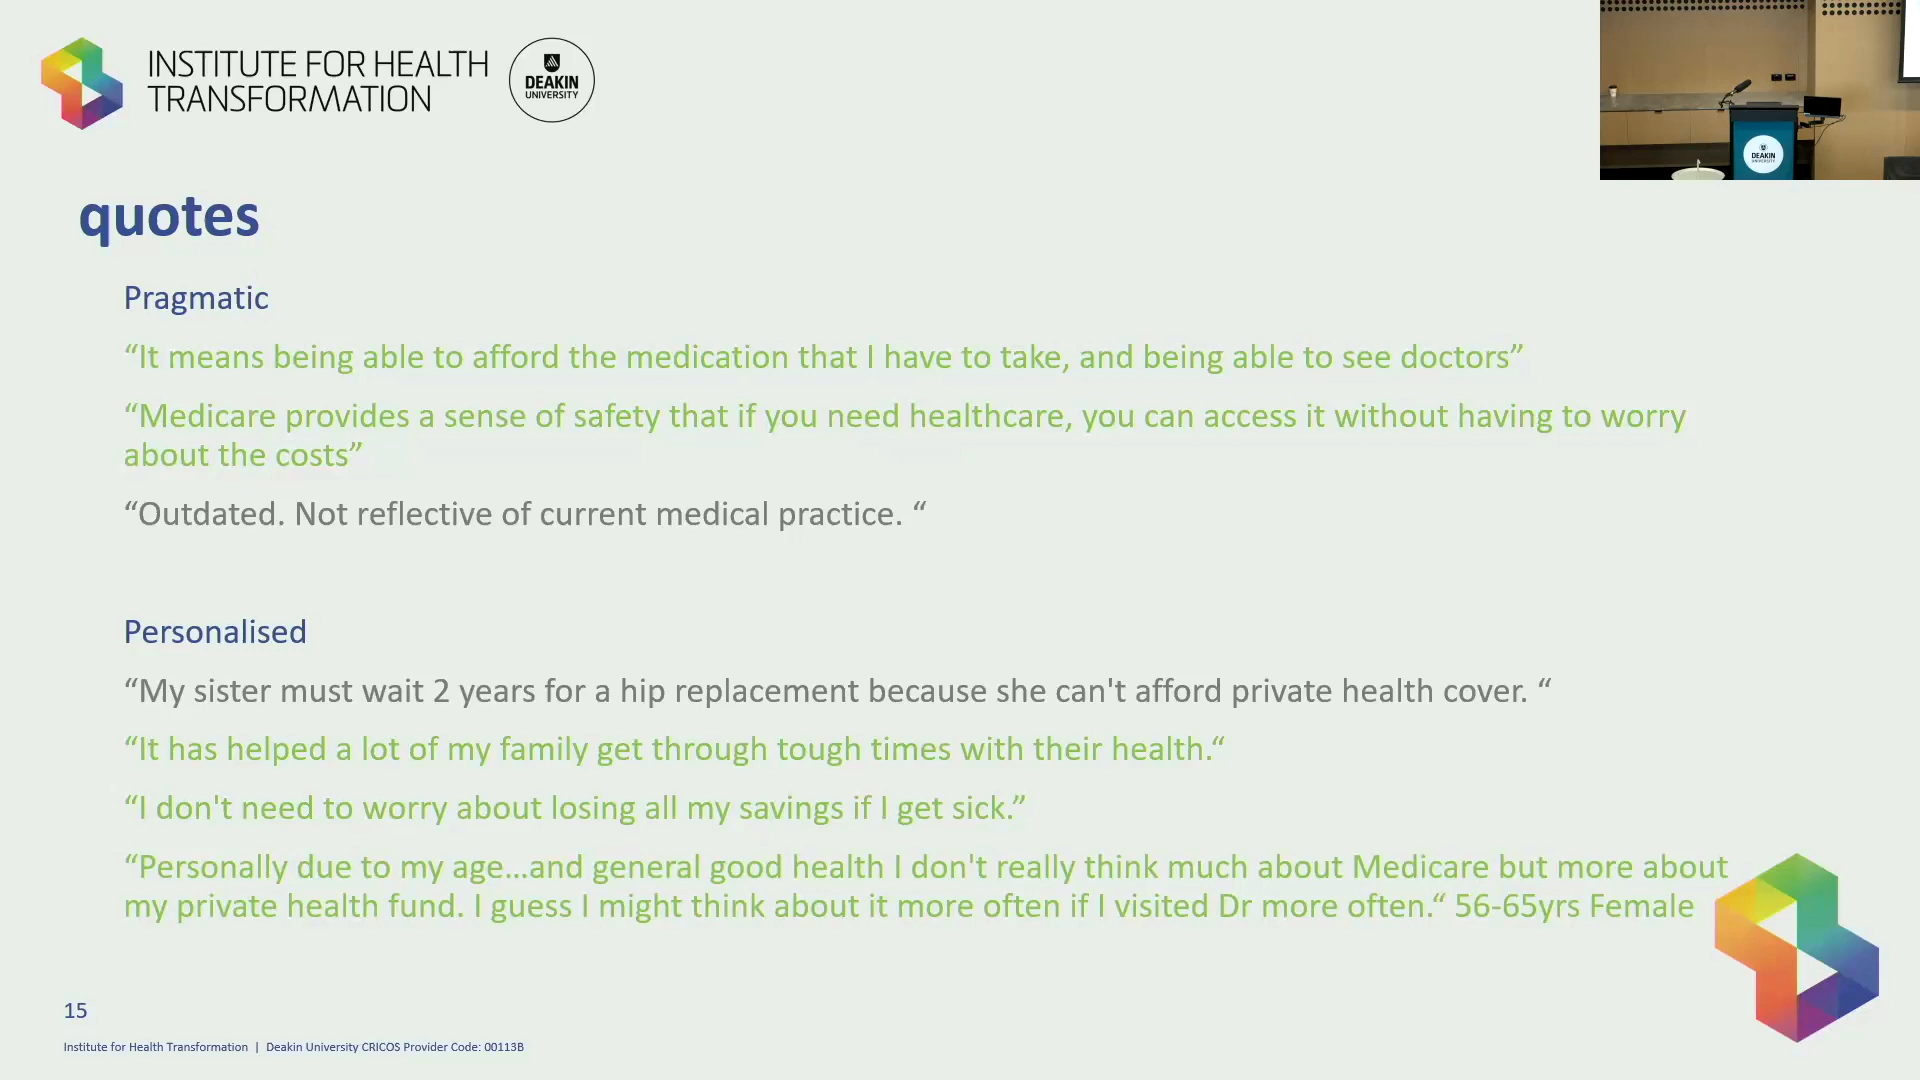 INSTITUTE FOR HEALTH
TRANSFORMATION
DEAKIN
UNIVERSITY
DEAKIN
UNIVERSITY
quotes
Pragmatic
“It means being able to afford the medication that I have to take, and being able to see doctors”
“Medicare provides a sense of safety that if you need healthcare, you can access it without having to worry
about the costs”
“Outdated. Not reflective of current medical practice. “
Personalised
“My sister must wait 2 years for a hip replacement because she can't afford private health cover. “
“It has helped a lot of my family get through tough times with their health.“
“I don't need to worry about losing all my savings if I get sick.”
“Personally due to my age…and general good health I don't really think much about Medicare but more about
my private health fund. I guess I might think about it more often if I visited Dr more often.“ 56-65yrs Female
15
Institute for Health Transformation | Deakin University CRICOS Provider Code: 00113B